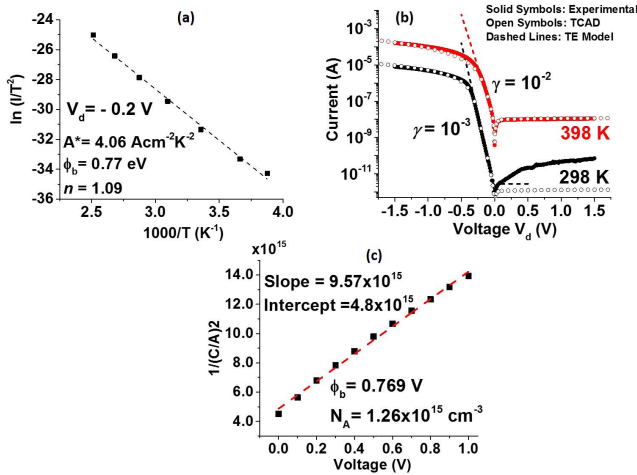 (a)
ln (I/T²)
-24
-26
-28
-30
-32
-34
-36
V_d = - 0.2 V
A*= 4.06 Acm⁻²K⁻²
ϕ_b = 0.77 eV
n = 1.09
2.0
2.5
3.0
3.5
4.0
1000/T (K⁻¹)
(b)
Solid Symbols: Experimental
Open Symbols: TCAD
Dashed Lines: TE Model
Current (A)
10⁻³
10⁻⁵
10⁻⁷
10⁻⁹
10⁻¹¹
γ = 10⁻²
γ = 10⁻³
398 K
298 K
-1.5 -1.0 -0.5 0.0 0.5 1.0 1.5
Voltage V_d (V)
(c)
x10¹⁵
1/(C/A)2
14.0
12.0
10.0
8.0
6.0
4.0
Slope = 9.57x10¹⁵
Intercept =4.8x10¹⁵
ϕ_b = 0.769 V
N_A= 1.26x10¹⁵ cm⁻³
0.0 0.2 0.4 0.6 0.8 1.0
Voltage (V)